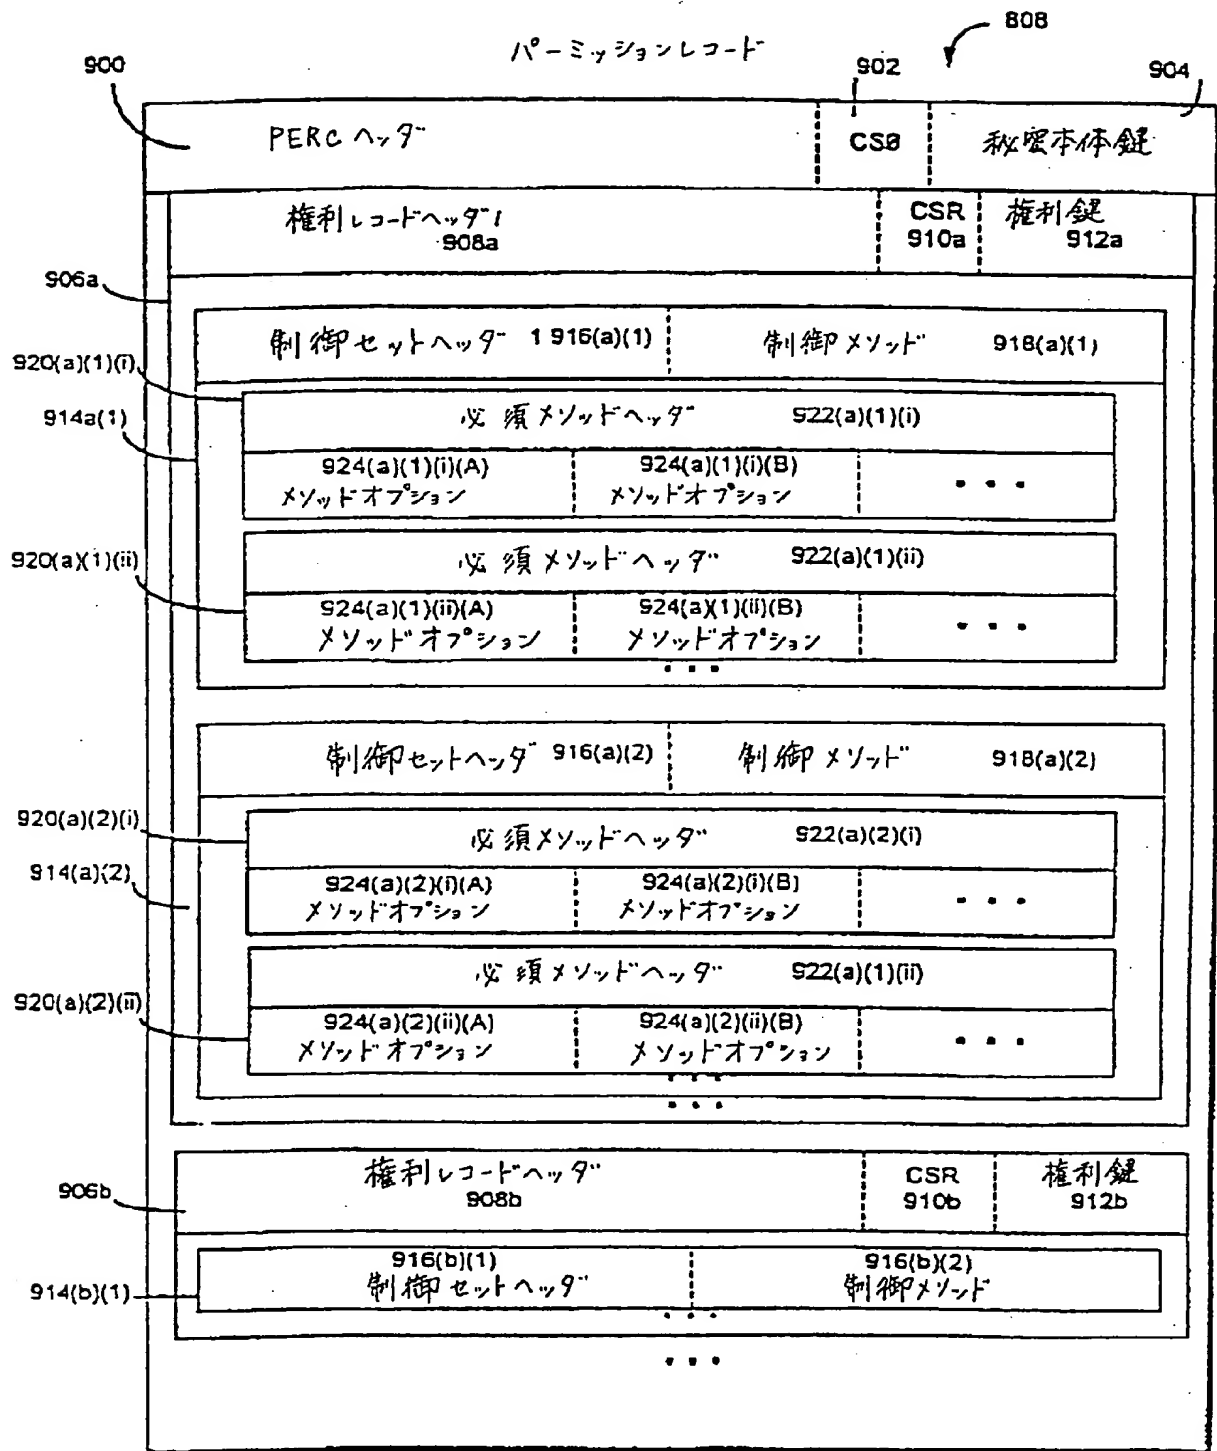 808
パーミッションレコード
900
902
904
PERC ヘッダ
CS0
秘密本体鍵
権利レコードヘッダ1
908a
CSR
910a
権利鍵
912a
906a
制御セットヘッダ 1 916(a)(1)
制御メソッド 918(a)(1)
920(a)(1)(i)
914a(1)
必須メソッドヘッダ 922(a)(1)(i)
924(a)(1)(i)(A)
メソッドオプション
924(a)(1)(i)(B)
メソッドオプション
...
920(a)(1)(ii)
必須メソッドヘッダ 922(a)(1)(ii)
924(a)(1)(ii)(A)
メソッドオプション
924(a)(1)(ii)(B)
メソッドオプション
...
...
制御セットヘッダ 916(a)(2)
制御メソッド 918(a)(2)
920(a)(2)(i)
914(a)(2)
必須メソッドヘッダ 922(a)(2)(i)
924(a)(2)(i)(A)
メソッドオプション
924(a)(2)(i)(B)
メソッドオプション
...
920(a)(2)(ii)
必須メソッドヘッダ 922(a)(1)(ii)
924(a)(2)(ii)(A)
メソッドオプション
924(a)(2)(ii)(B)
メソッドオプション
...
...
...
906b
権利レコードヘッダ
908b
CSR
910b
権利鍵
912b
914(b)(1)
916(b)(1)
制御セットヘッダ
916(b)(2)
制御メソッド
...
...